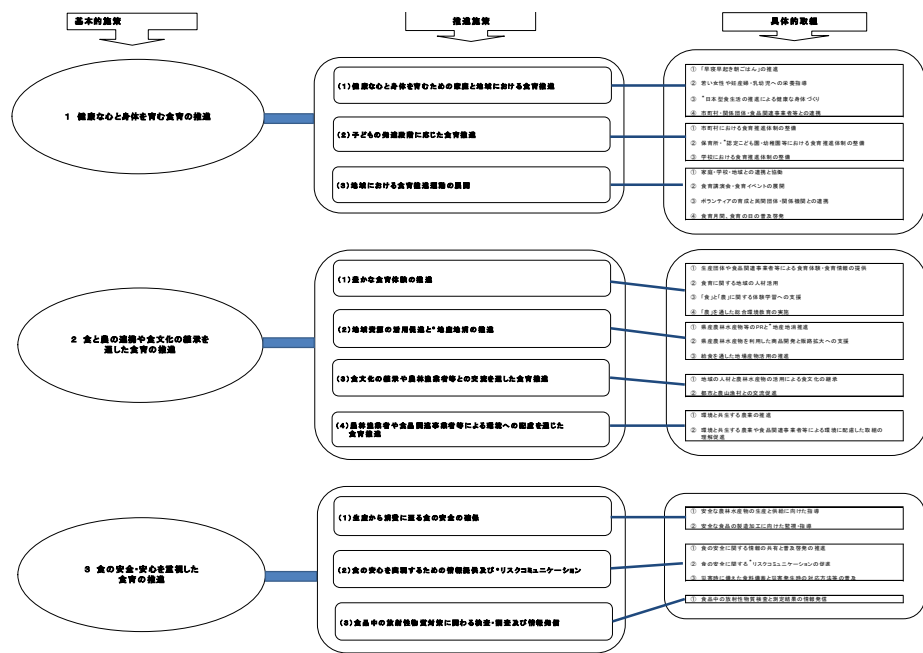 基本的施策
推進施策
具体的取組
1 健康な心と身体を育む食育の推進
(1)健康な心と身体を育むための家庭と地域における食育推進
① 「早寝早起き朝ごはん」の推進
② 若い女性や妊産婦・乳幼児への栄養指導
③ *日本型食生活の推進による健康な身体づくり
④ 市町村・関係団体・食品関連事業者等との連携
(2)子どもの発達段階に応じた食育推進
① 市町村における食育推進体制の整備
② 保育所・*認定こども園・幼稚園等における食育推進体制の整備
③ 学校における食育推進体制の整備
(3)地域における食育推進運動の展開
① 家庭・学校・地域との連携と協働
② 食育講演会・食育イベントの展開
③ ボランティアの育成と民間団体・関係機関との連携
④ 食育月間、食育の日の普及啓発
2 食と農の連携や食文化の継承を
通した食育の推進
(1)豊かな食育体験の推進
① 生産団体や食品関連事業者等による食育体験・食育情報の提供
② 食育に関する地域の人材活用
③ 「食」と「農」に関する体験学習への支援
④ 「農」を通した総合環境教育の実施
(2)地域資源の活用促進と*地産地消の推進
① 県産農林水産物等のPRと*地産地消推進
② 県産農林水産物を利用した商品開発と販路拡大への支援
③ 給食を通した地場産物活用の推進
(3)食文化の継承や農林漁業者等との交流を通した食育推進
① 地域の人材と農林水産物の活用による食文化の継承
② 都市と農山漁村との交流促進
(4)農林漁業者や食品関連事業者等による環境への配慮を通じた
食育推進
① 環境と共生する農業の推進
② 環境と共生する農業や食品関連事業者等による環境に配慮した取組の
理解促進
3 食の安全・安心を重視した
食育の推進
(1)生産から消費に至る食の安全の確保
① 安全な農林水産物の生産と供給に向けた指導
② 安全な食品の製造加工に向けた監視・指導
(2)食の安心を実現するための情報提供及び*リスクコミュニケーション
① 食の安全に関する情報の共有と普及啓発の推進
② 食の安全に関する*リスクコミュニケーションの促進
③ 災害時に備えた食料備蓄と災害発生時の対応方法等の普及
(3)食品中の放射性物質対策に関わる検査・調査及び情報発信
① 食品中の放射性物質検査と測定結果の情報発信